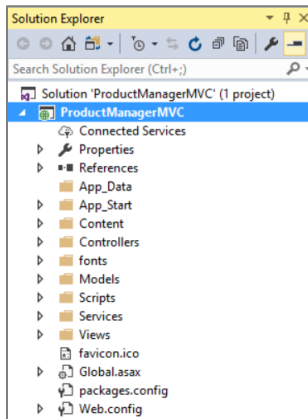 Solution Explorer
Search Solution Explorer (Ctrl+;)
Solution 'ProductManagerMVC' (1 project)
ProductManagerMVC
Connected Services
Properties
References
App_Data
App_Start
Content
Controllers
fonts
Models
Scripts
Services
Views
favicon.ico
Global.asax
packages.config
Web.config